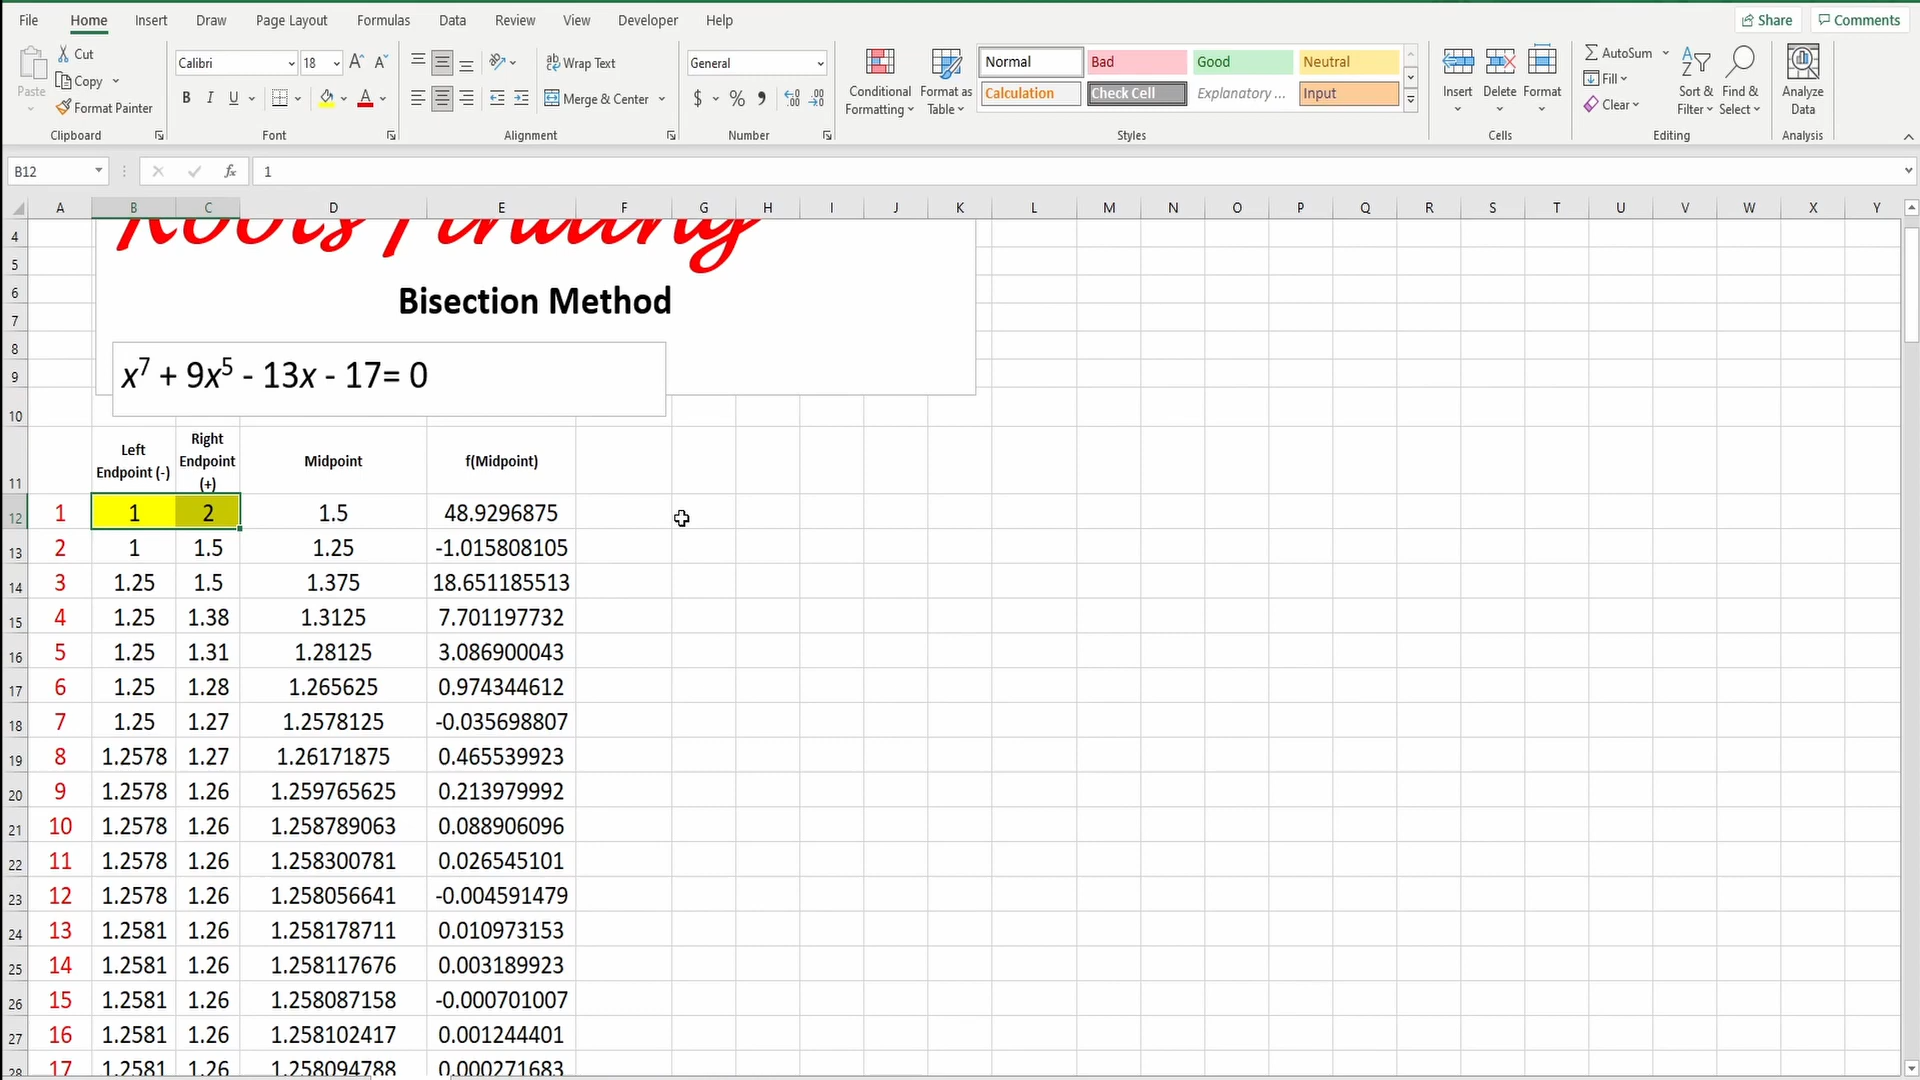 File Home Insert Draw Page Layout Formulas Data Review View Developer Help Share Comments
Cut
Copy
Format Painter
Paste
Clipboard
Calibri 18
B I U
Font
Wrap Text
Merge & Center
Alignment
General
$ % ,
Number
Conditional Formatting
Format as Table
Normal Bad Good Neutral
Calculation Check Cell Explanatory ... Input
Styles
Insert Delete Format
Cells
AutoSum
Fill
Clear
Sort & Filter
Find & Select
Editing
Analyze Data
Analysis
B12 fx 1
A B C D E F G H I J K L M N O P Q R S T U V W X Y
4 Roots Finding
5
6 Bisection Method
7
8
9 x⁷ + 9x⁵ - 13x - 17= 0
10
11 Left Endpoint (-) Right Endpoint (+) Midpoint f(Midpoint)
12 1 1 2 1.5 48.9296875
13 2 1 1.5 1.25 -1.015808105
14 3 1.25 1.5 1.375 18.651185513
15 4 1.25 1.38 1.3125 7.701197732
16 5 1.25 1.31 1.28125 3.086900043
17 6 1.25 1.28 1.265625 0.974344612
18 7 1.25 1.27 1.2578125 -0.035698807
19 8 1.2578 1.27 1.26171875 0.465539923
20 9 1.2578 1.26 1.259765625 0.213979992
21 10 1.2578 1.26 1.258789063 0.088906096
22 11 1.2578 1.26 1.258300781 0.026545101
23 12 1.2578 1.26 1.258056641 -0.004591479
24 13 1.2581 1.26 1.258178711 0.010973153
25 14 1.2581 1.26 1.258117676 0.003189923
26 15 1.2581 1.26 1.258087158 -0.000701007
27 16 1.2581 1.26 1.258102417 0.001244401
28 17 1.2581 1.26 1.258094788 0.000271683